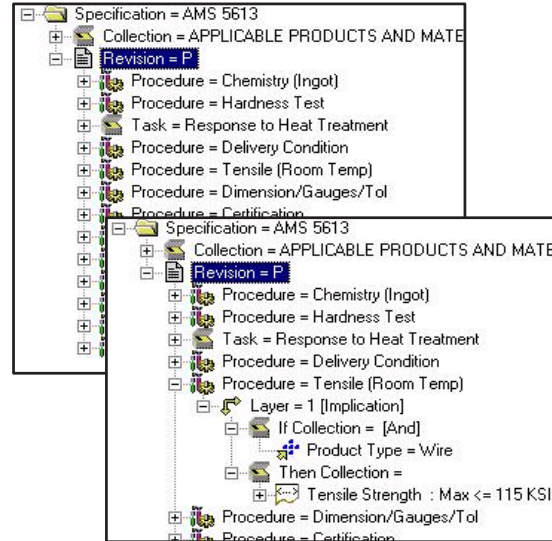 Specification = AMS 5613
Collection = APPLICABLE PRODUCTS AND MATE
Revision = P
Procedure = Chemistry (Ingot)
Procedure = Hardness Test
Task = Response to Heat Treatment
Procedure = Delivery Condition
Procedure = Tensile (Room Temp)
Procedure = Dimension/Gauges/Tol
Procedure = Certification
Specification = AMS 5613
Collection = APPLICABLE PRODUCTS AND MATE
Revision = P
Procedure = Chemistry (Ingot)
Procedure = Hardness Test
Task = Response to Heat Treatment
Procedure = Delivery Condition
Procedure = Tensile (Room Temp)
Layer = 1 [Implication]
If Collection = [And]
Product Type = Wire
Then Collection =
Tensile Strength : Max <= 115 KSI
Procedure = Dimension/Gauges/Tol
Procedure = Certification